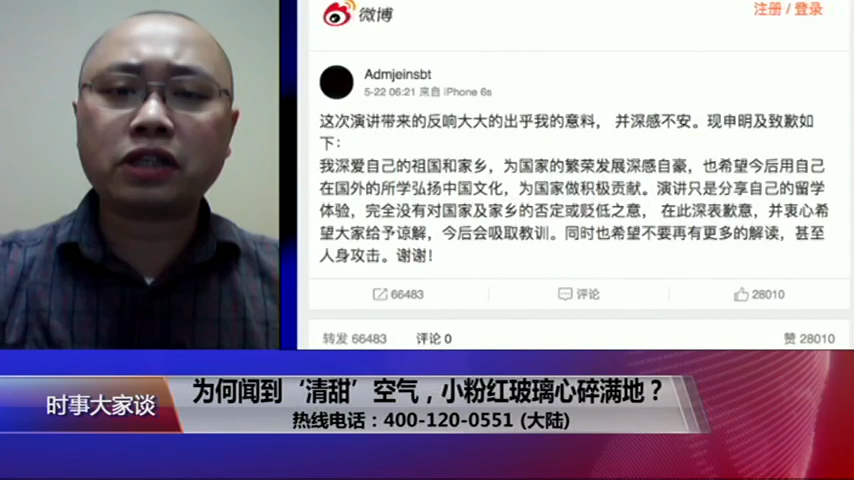 微博
注册 / 登录
Admjeinsbt
5-22 06:21 来自 iPhone 6s
这次演讲带来的反响大大的出乎我的意料， 并深感不安。现申明及致歉如
下：
我深爱自己的祖国和家乡，为国家的繁荣发展深感自豪，也希望今后用自己
在国外的所学弘扬中国文化，为国家做积极贡献。演讲只是分享自己的留学
体验，完全没有对国家及家乡的否定或贬低之意， 在此深表歉意，并衷心希
望大家给予谅解，今后会吸取教训。同时也希望不要再有更多的解读，甚至
人身攻击。谢谢！
66483 评论 28010
转发 66483 评论 0 赞 28010
时事大家谈
为何闻到‘清甜’空气，小粉红玻璃心碎满地？
热线电话：400-120-0551 (大陆)